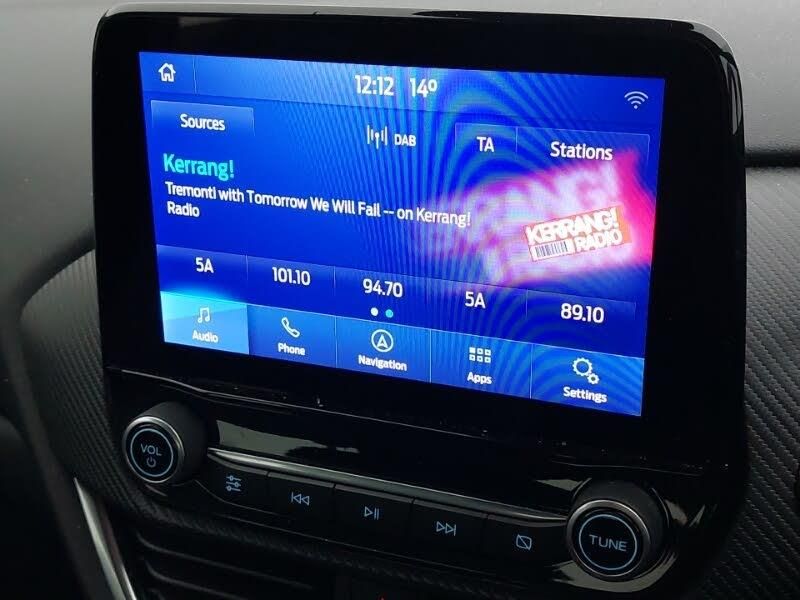 12:12 14º
Sources
DAB
TA
Stations
Kerrang!
Tremonti with Tomorrow We Will Fail -- on Kerrang!
Radio
KERRANG!
RADIO
5A
101.10
94.70
5A
89.10
Audio
Phone
Navigation
Apps
Settings
VOL
TUNE